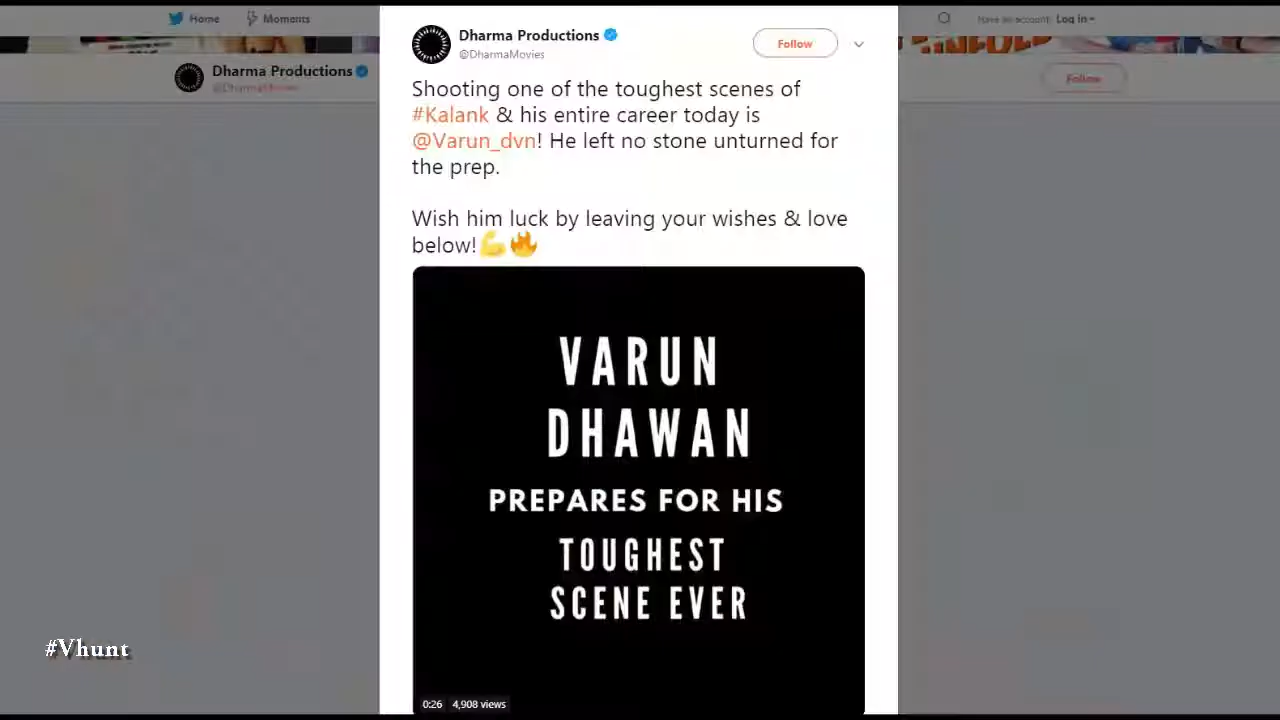 Home
Moments
Have an account? Log in
Dharma Productions
@DharmaMovies
Follow
Dharma Productions
@DharmaMovies
Follow
Shooting one of the toughest scenes of
#Kalank & his entire career today is
@Varun_dvn! He left no stone unturned for
the prep.
Wish him luck by leaving your wishes & love
below!💪🔥
VARUN
DHAWAN
PREPARES FOR HIS
TOUGHEST
SCENE EVER
0:26 4,908 views
#Vhunt